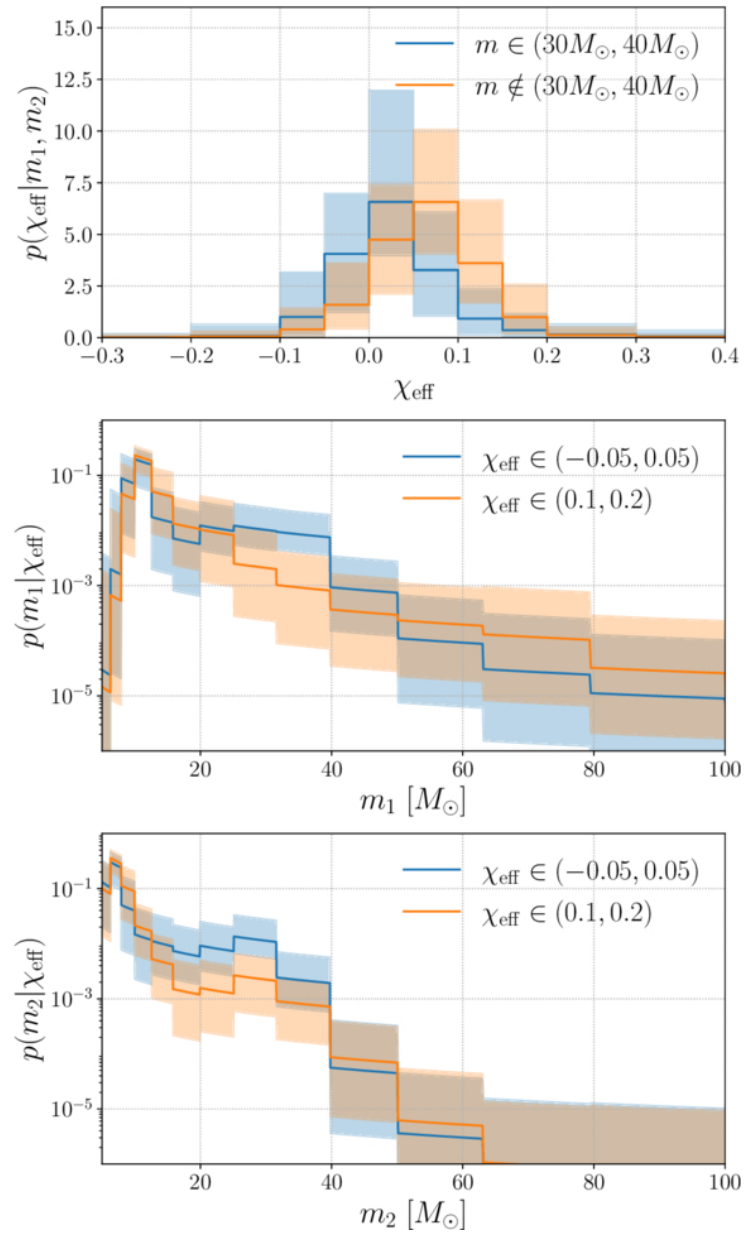 15.0
12.5
10.0
7.5
5.0
2.5
0.0
p(χeff|m1, m2)
m ∈ (30M⊙, 40M⊙)
m ∉ (30M⊙, 40M⊙)
−0.3 −0.2 −0.1 0.0 0.1 0.2 0.3 0.4
χeff
10⁻¹
10⁻³
10⁻⁵
p(m1|χeff)
χeff ∈ (−0.05, 0.05)
χeff ∈ (0.1, 0.2)
20 40 60 80 100
m1 [M⊙]
10⁻¹
10⁻³
10⁻⁵
p(m2|χeff)
χeff ∈ (−0.05, 0.05)
χeff ∈ (0.1, 0.2)
20 40 60 80 100
m2 [M⊙]